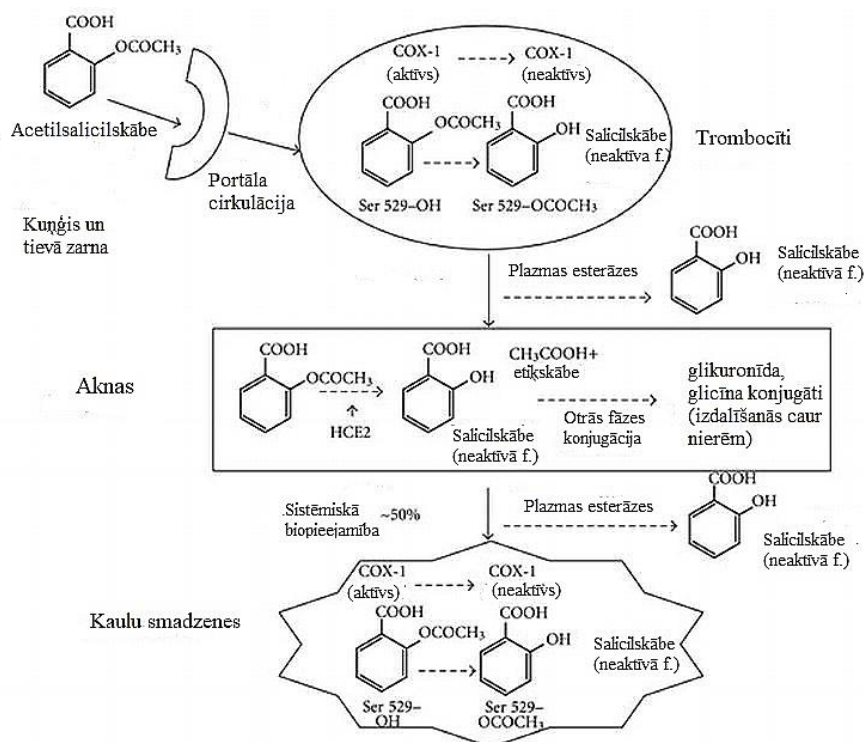 COOH
OCOCH3
Acetilsalicilskābe
Kuņģis un
tievā zarna
Portāla
cirkulācija
COX-1
(aktīvs)
COX-1
(neaktīvs)
COOH
OCOCH3
COOH
OH
Salicilskābe
(neaktīva f.)
Ser 529–OH
Ser 529–OCOCH3
Trombocīti
Plazmas esterāzes
COOH
OH
Salicilskābe
(neaktīvā f.)
Aknas
COOH
OCOCH3
HCE2
COOH
OH
Salicilskābe
(neaktīvā f.)
CH3COOH+
etiķskābe
Otrās fāzes
konjugācija
glikuronīda,
glicīna konjugāti
(izdalīšanās caur
nierēm)
Sistēmiskā
biopieejamība
~50%
Plazmas esterāzes
COOH
OH
Salicilskābe
(neaktīvā f.)
Kaulu smadzenes
COX-1
(aktīvs)
COX-1
(neaktīvs)
COOH
OCOCH3
COOH
OH
Salicilskābe
(neaktīvā f.)
Ser 529–
OH
Ser 529–
OCOCH3